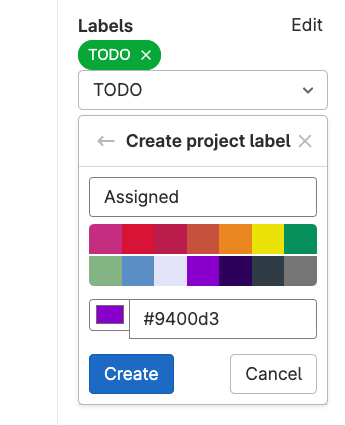 Labels Edit
TODO ×
TODO
← Create project label ×
Assigned
#9400d3
Create Cancel